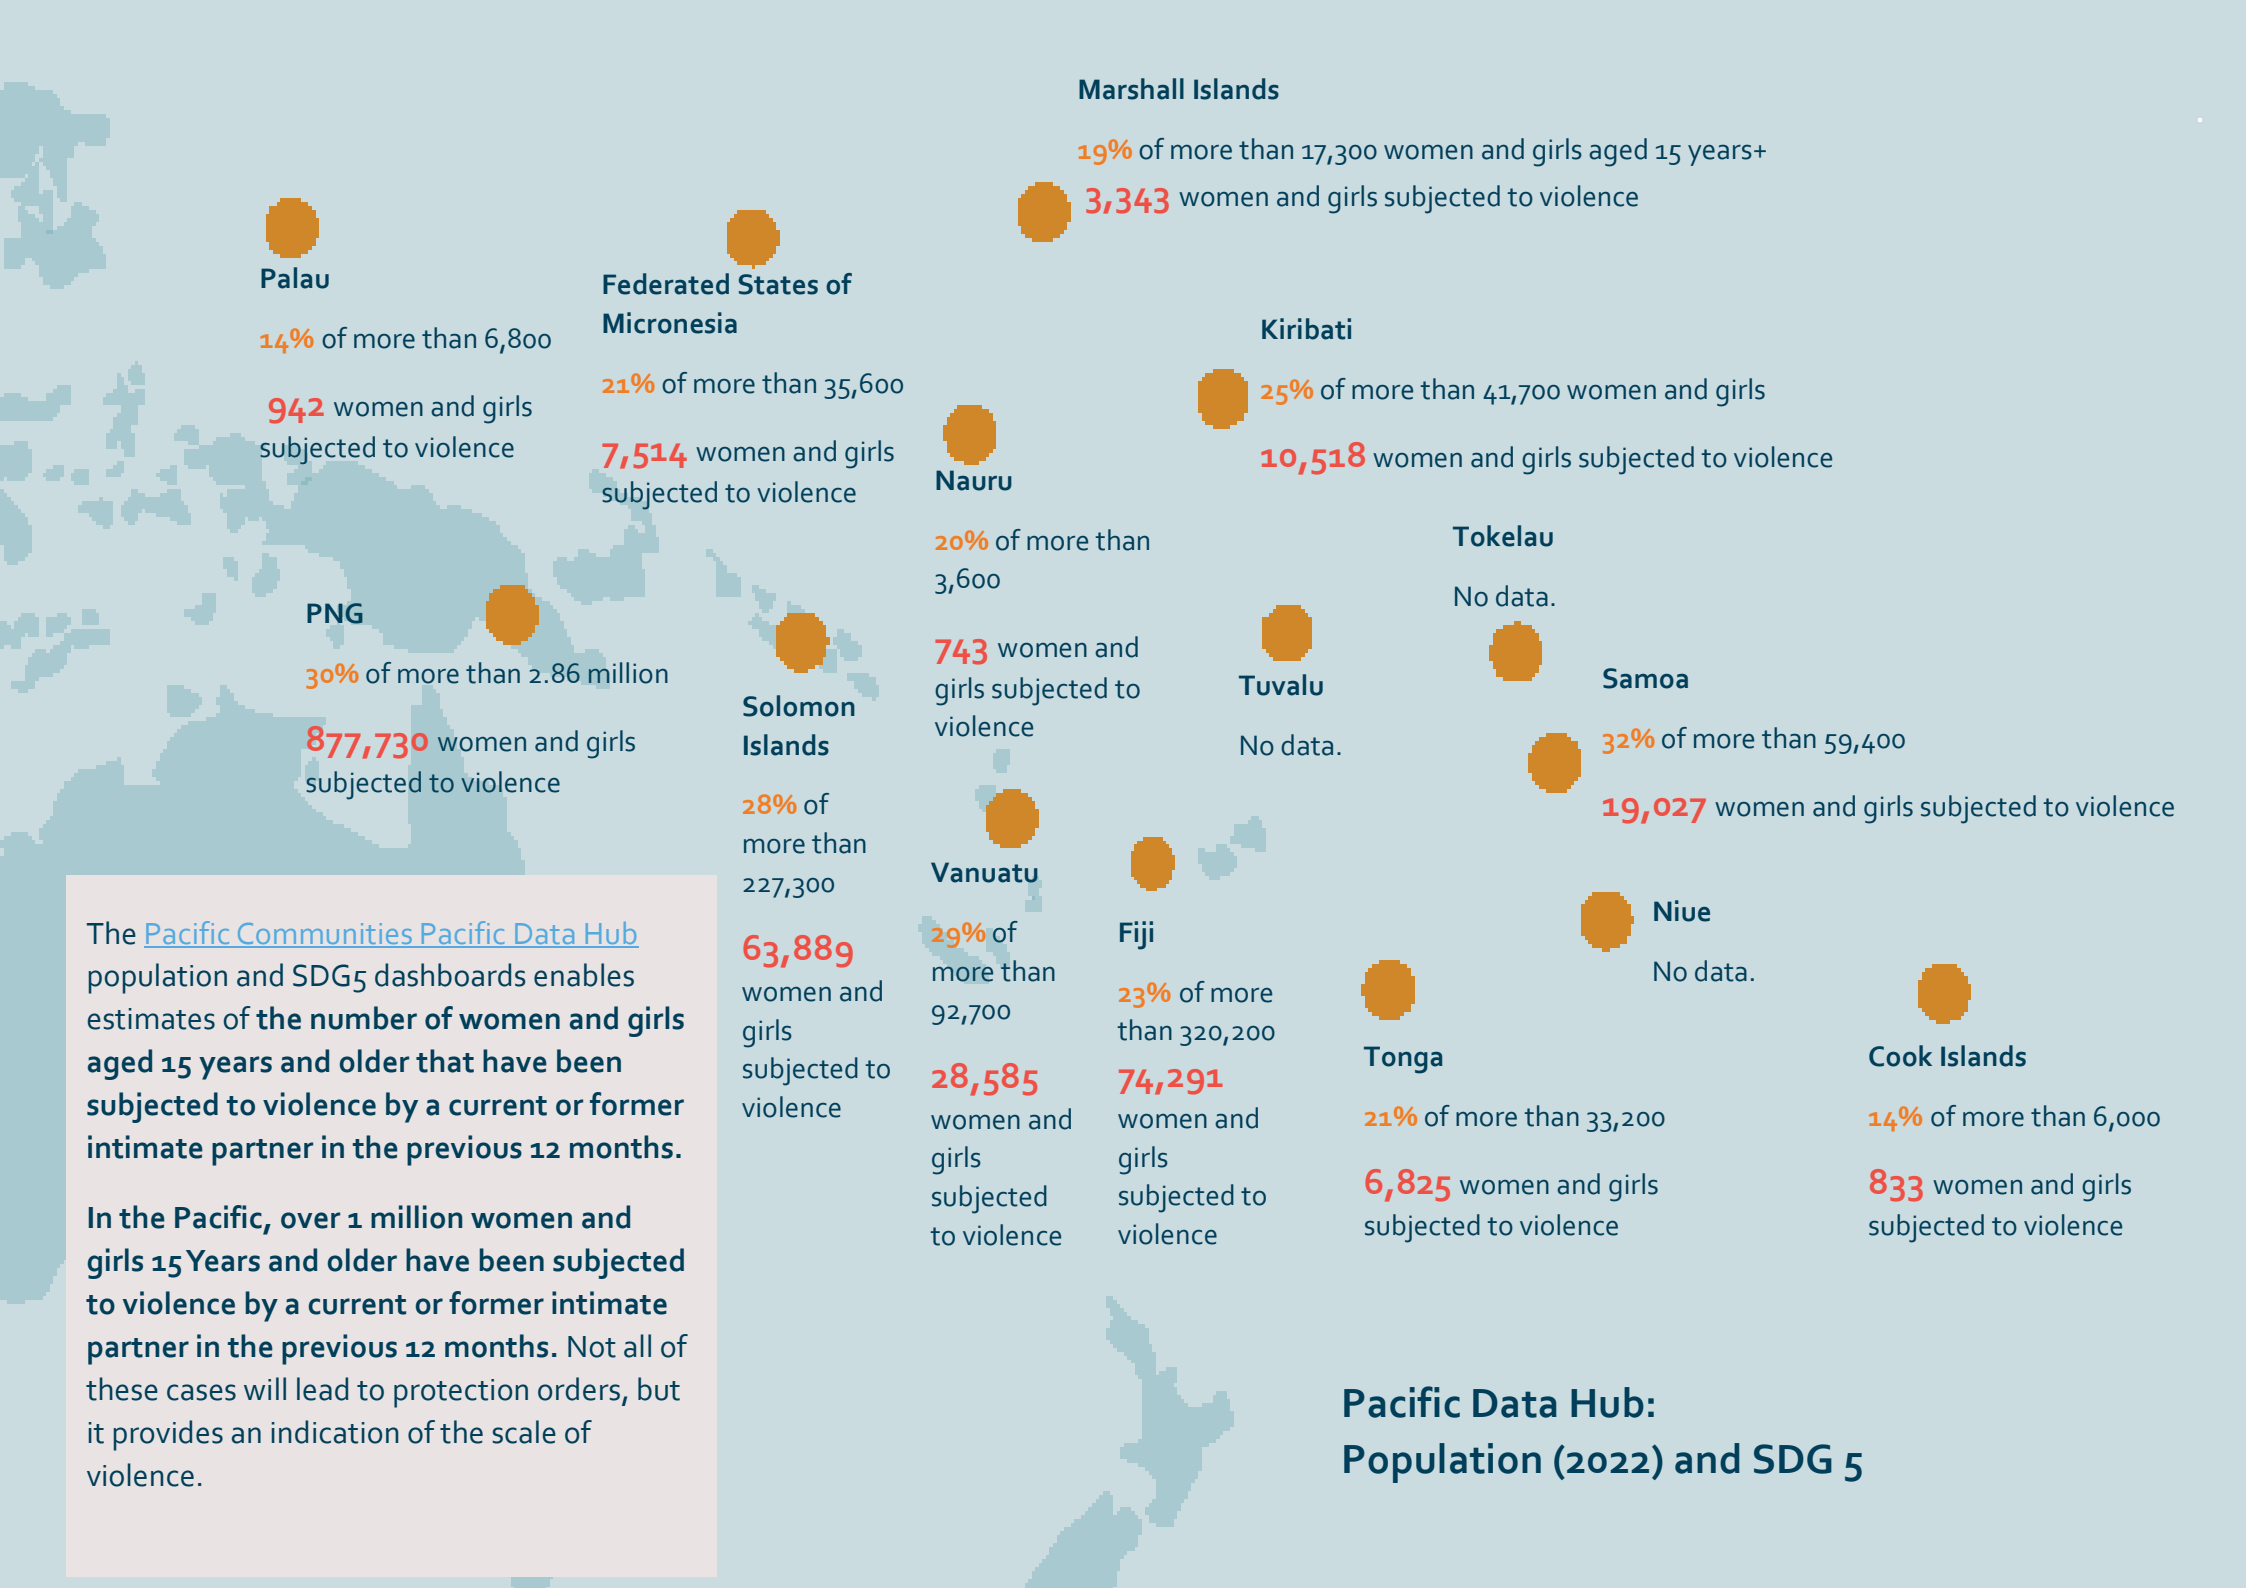 Marshall Islands
19% of more than 17,300 women and girls aged 15 years+
3,343 women and girls subjected to violence
Palau
14% of more than 6,800
942 women and girls
subjected to violence
Federated States of
Micronesia
21% of more than 35,600
7,514 women and girls
subjected to violence
Kiribati
25% of more than 41,700 women and girls
10,518 women and girls subjected to violence
Nauru
20% of more than
3,600
743 women and
girls subjected to
violence
Tokelau
No data.
PNG
30% of more than 2.86 million
877,730 women and girls
subjected to violence
Solomon
Islands
28% of
more than
227,300
63,889
women and
girls
subjected to
violence
Tuvalu
No data.
Samoa
32% of more than 59,400
19,027 women and girls subjected to violence
Vanuatu
29% of
more than
92,700
28,585
women and
girls
subjected
to violence
Fiji
23% of more
than 320,200
74,291
women and
girls
subjected to
violence
Niue
No data.
Tonga
21% of more than 33,200
6,825 women and girls
subjected to violence
Cook Islands
14% of more than 6,000
833 women and girls
subjected to violence
The Pacific Communities Pacific Data Hub
population and SDG5 dashboards enables
estimates of the number of women and girls
aged 15 years and older that have been
subjected to violence by a current or former
intimate partner in the previous 12 months.
In the Pacific, over 1 million women and
girls 15 Years and older have been subjected
to violence by a current or former intimate
partner in the previous 12 months. Not all of
these cases will lead to protection orders, but
it provides an indication of the scale of
violence.
Pacific Data Hub:
Population (2022) and SDG 5